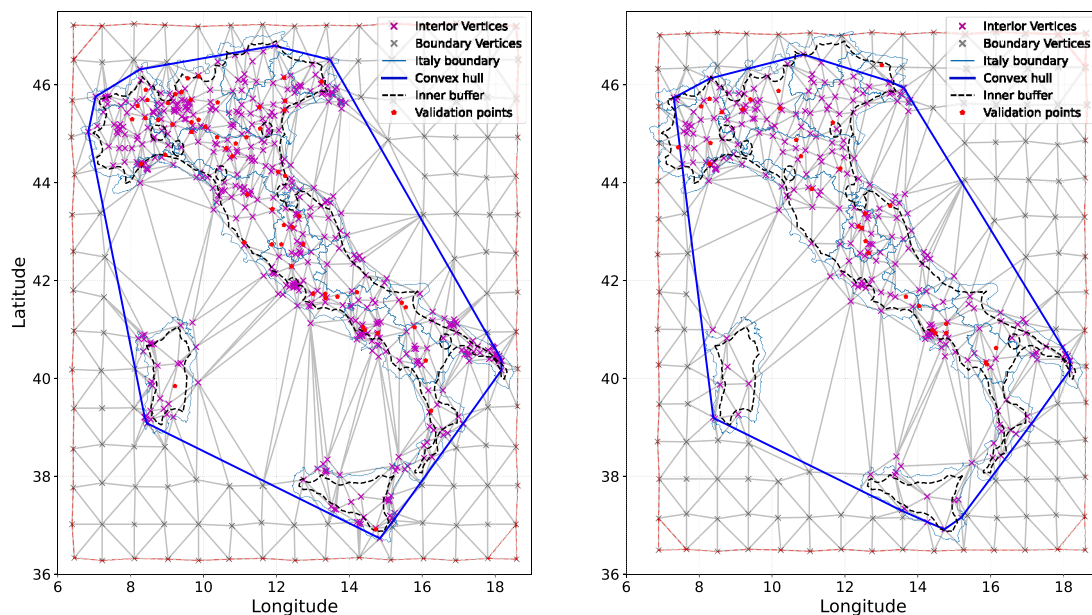 Interior Vertices
Boundary Vertices
Italy boundary
Convex hull
Inner buffer
Validation points
46
44
42
40
38
36
6 8 10 12 14 16 18
Latitude
Longitude
Interior Vertices
Boundary Vertices
Italy boundary
Convex hull
Inner buffer
Validation points
46
44
42
40
38
36
6 8 10 12 14 16 18
Longitude